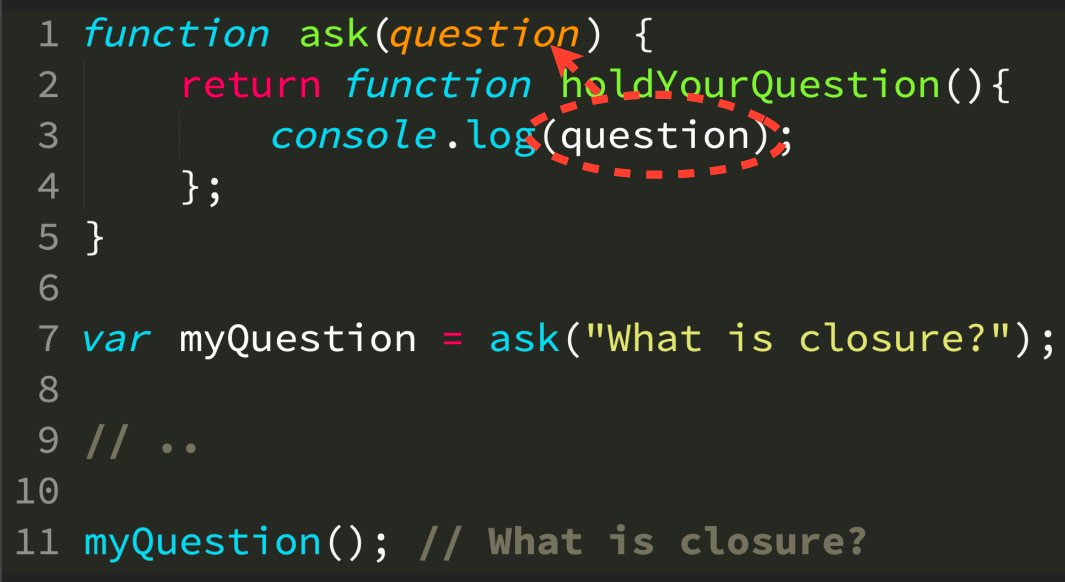 1 function ask(question) {
2 return function holdYourQuestion(){
3 console.log(question);
4 };
5 }
6
7 var myQuestion = ask("What is closure?");
8
9 // ..
10
11 myQuestion(); // What is closure?